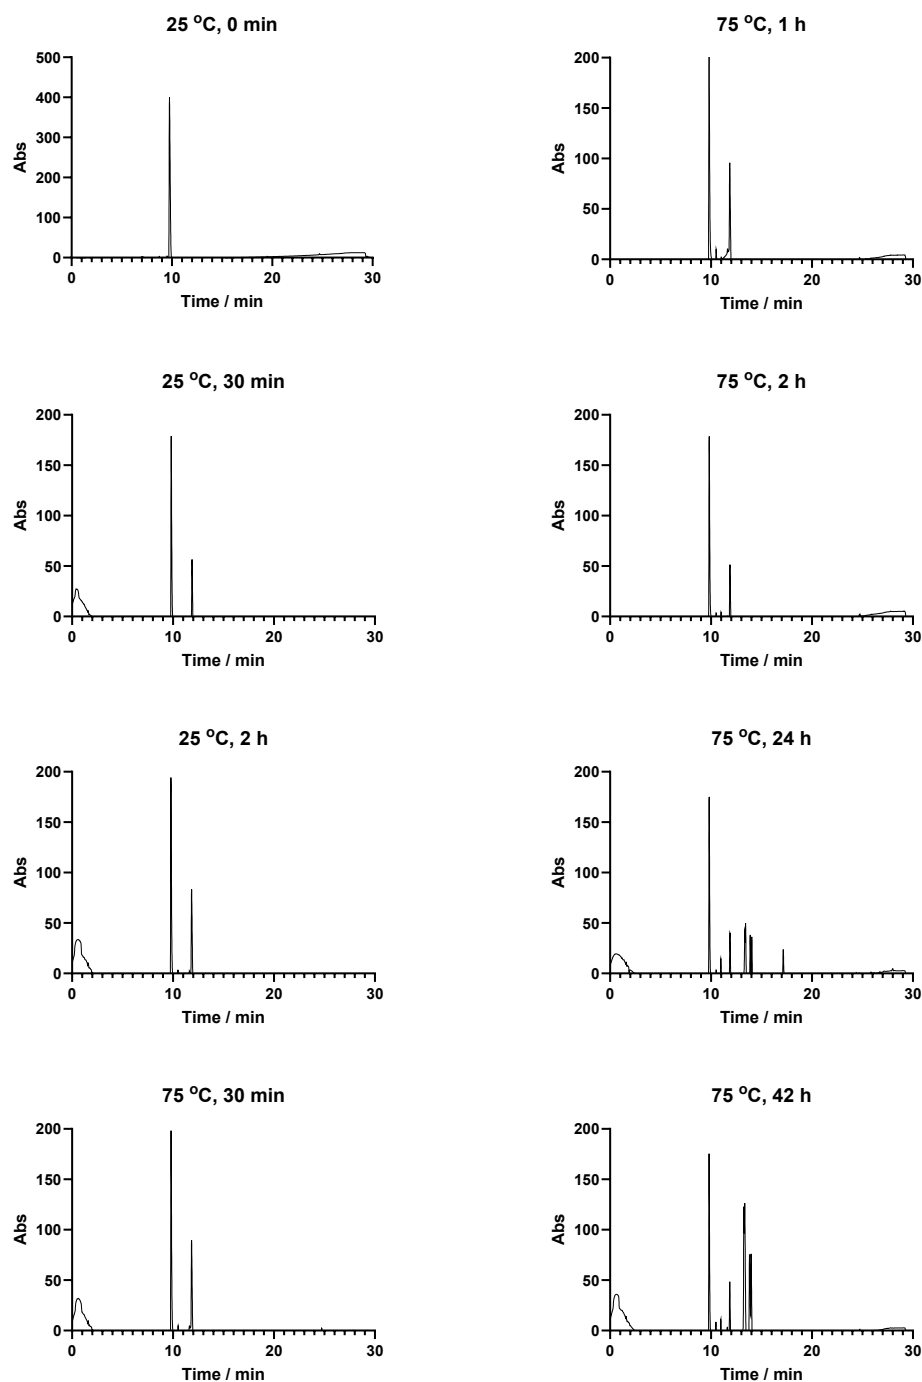 25 °C, 0 min
500
400
300
200
100
0
Abs
0 10 20 30
Time / min
75 °C, 1 h
200
150
100
50
0
Abs
0 10 20 30
Time / min
25 °C, 30 min
200
150
100
50
0
Abs
0 10 20 30
Time / min
75 °C, 2 h
200
150
100
50
0
Abs
0 10 20 30
Time / min
25 °C, 2 h
200
150
100
50
0
Abs
0 10 20 30
Time / min
75 °C, 24 h
200
150
100
50
0
Abs
0 10 20 30
Time / min
75 °C, 30 min
200
150
100
50
0
Abs
0 10 20 30
Time / min
75 °C, 42 h
200
150
100
50
0
Abs
0 10 20 30
Time / min